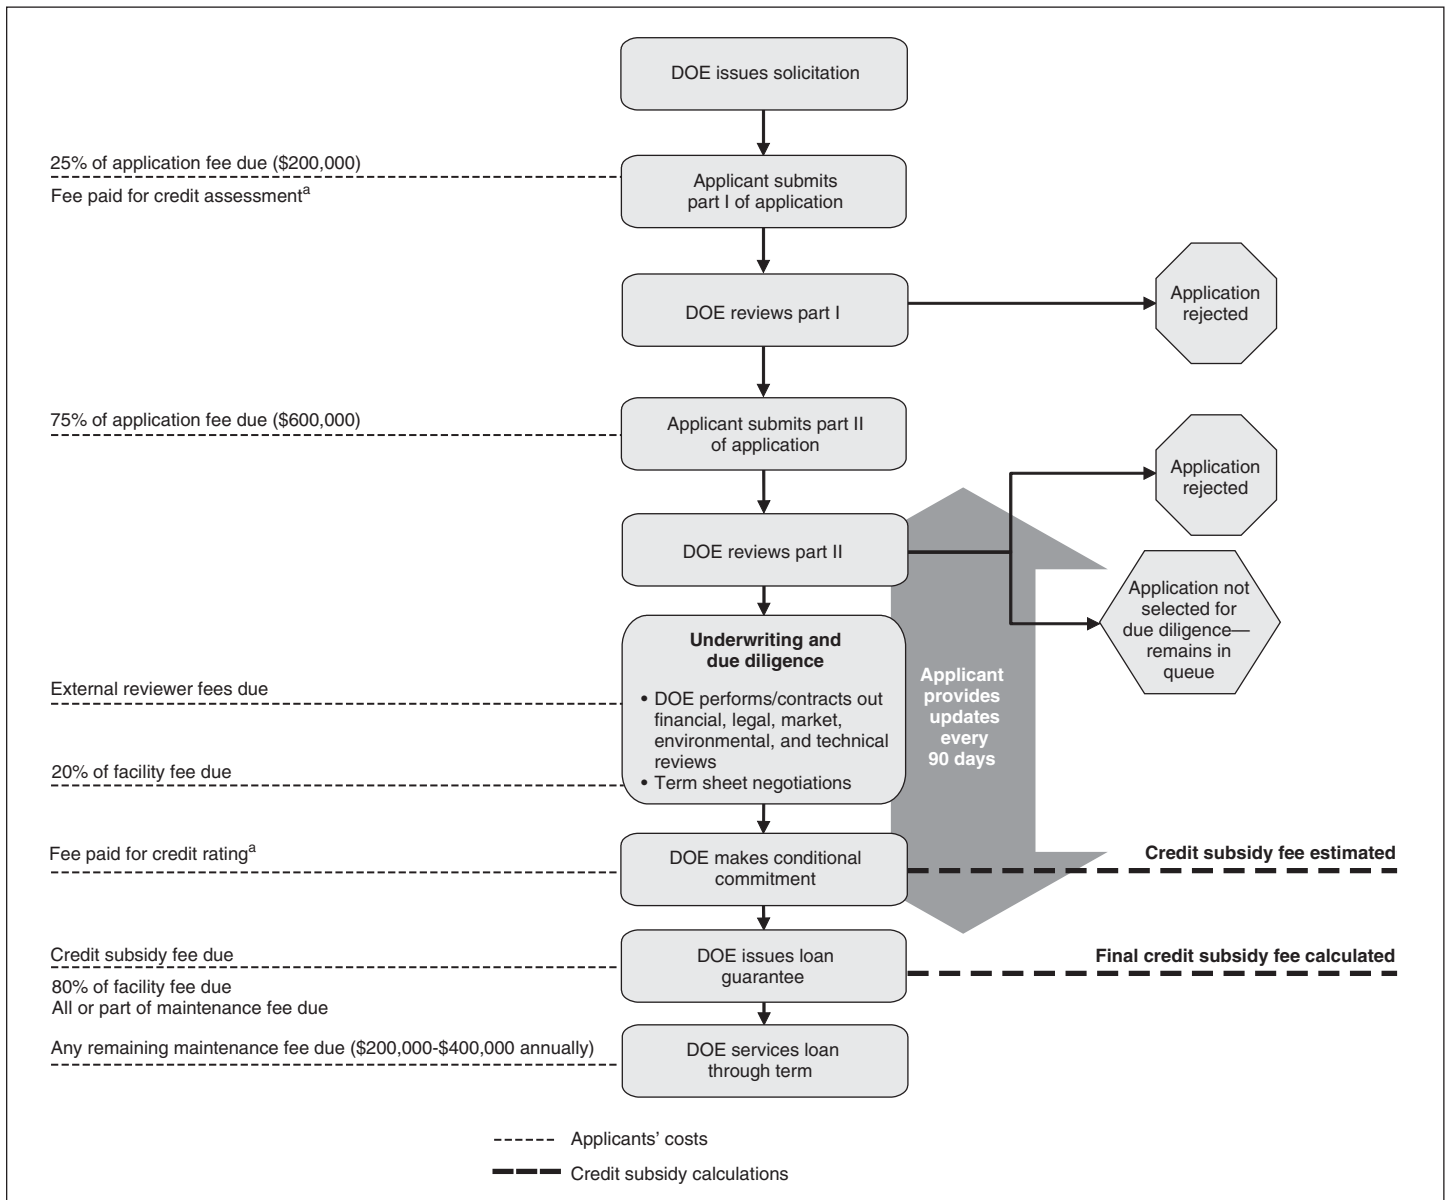 DOE issues solicitation
25% of application fee due ($200,000)
Fee paid for credit assessmentᵃ
Applicant submits
part I of application
DOE reviews part I
Application
rejected
75% of application fee due ($600,000)
Applicant submits part II
of application
Application
rejected
DOE reviews part II
Application not
selected for
due diligence—
remains in
queue
Underwriting and
due diligence
• DOE performs/contracts out
financial, legal, market,
environmental, and technical
reviews
• Term sheet negotiations
External reviewer fees due
20% of facility fee due
Applicant
provides
updates
every
90 days
Fee paid for credit ratingᵃ
DOE makes conditional
commitment
Credit subsidy fee estimated
Credit subsidy fee due
80% of facility fee due
All or part of maintenance fee due
DOE issues loan
guarantee
Final credit subsidy fee calculated
Any remaining maintenance fee due ($200,000-$400,000 annually)
DOE services loan
through term
Applicants' costs
Credit subsidy calculations